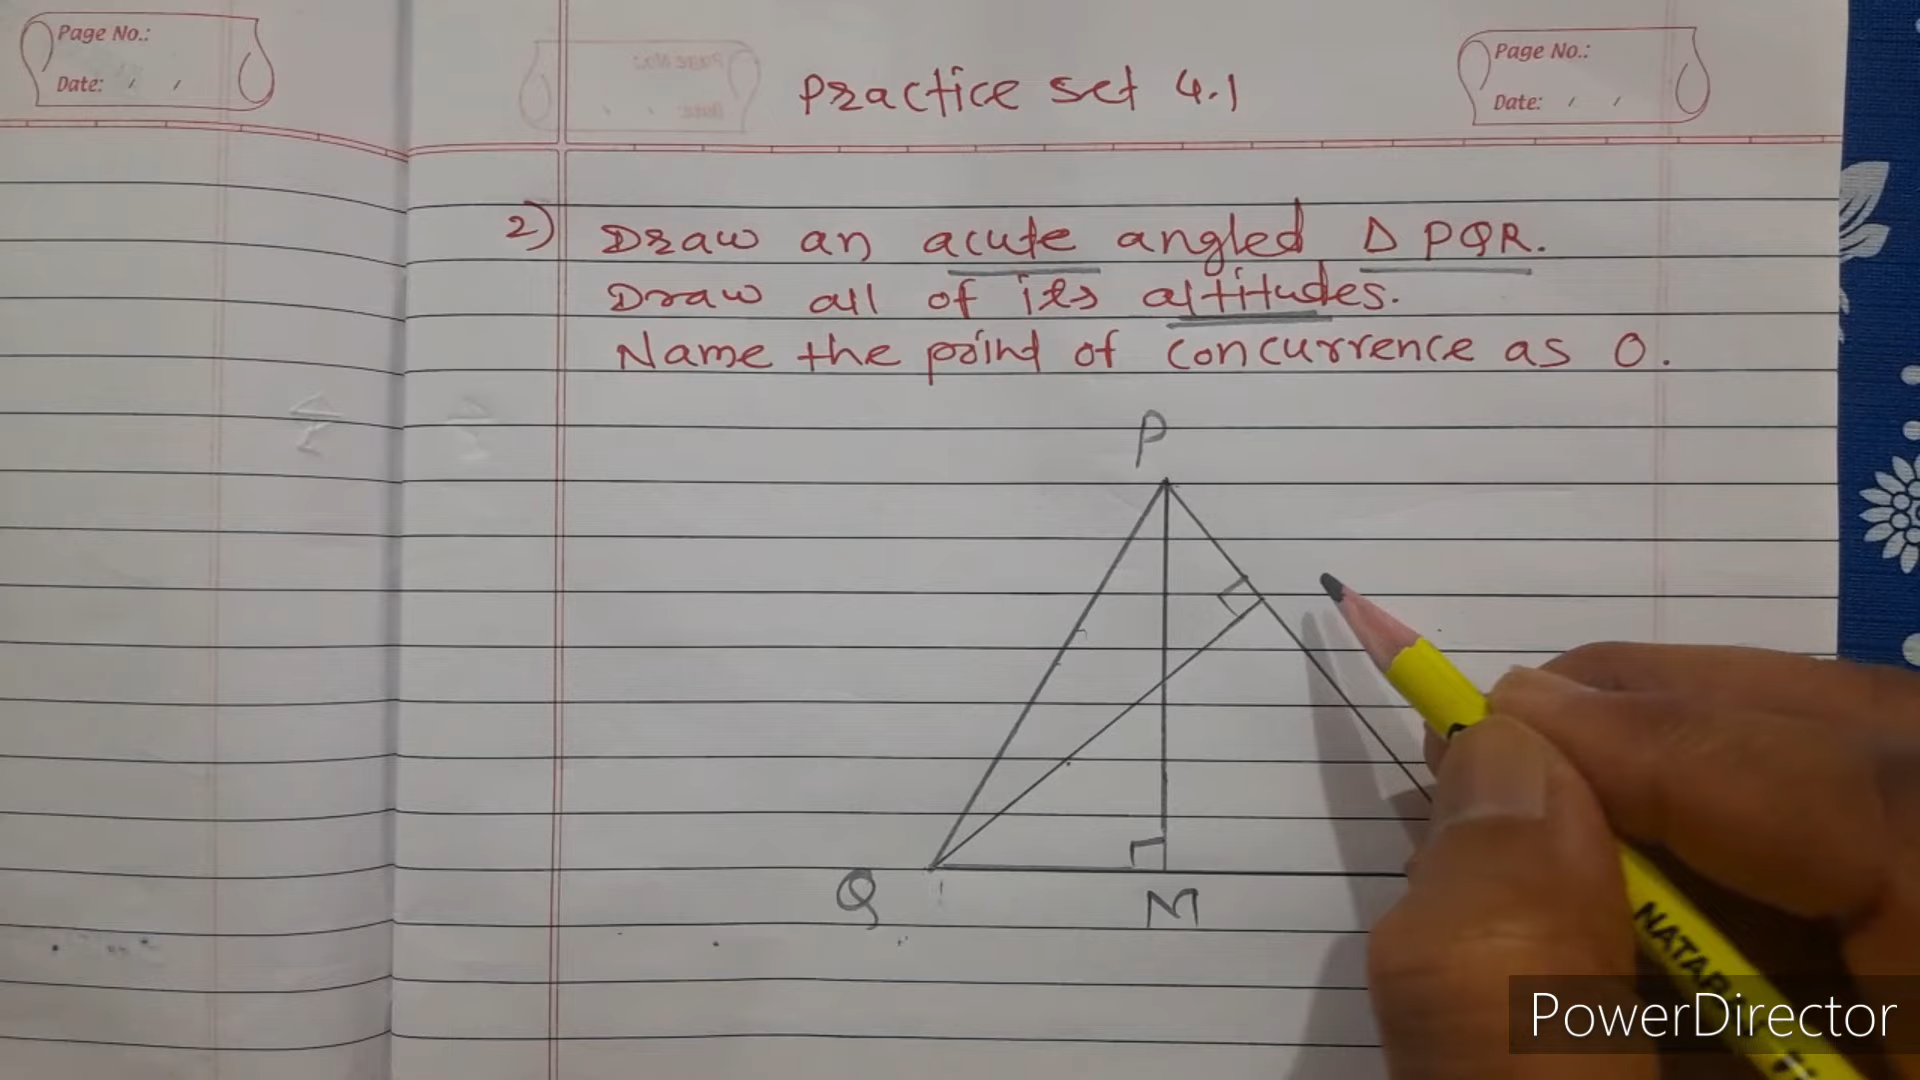 Page No.:
Date: / /
Page No.:
Date: / /
Practice set 4.1
2) Draw an acute angled Δ PQR.
Draw all of its altitudes.
Name the point of concurrence as O.
P
Q
M
NATAR
PowerDirector